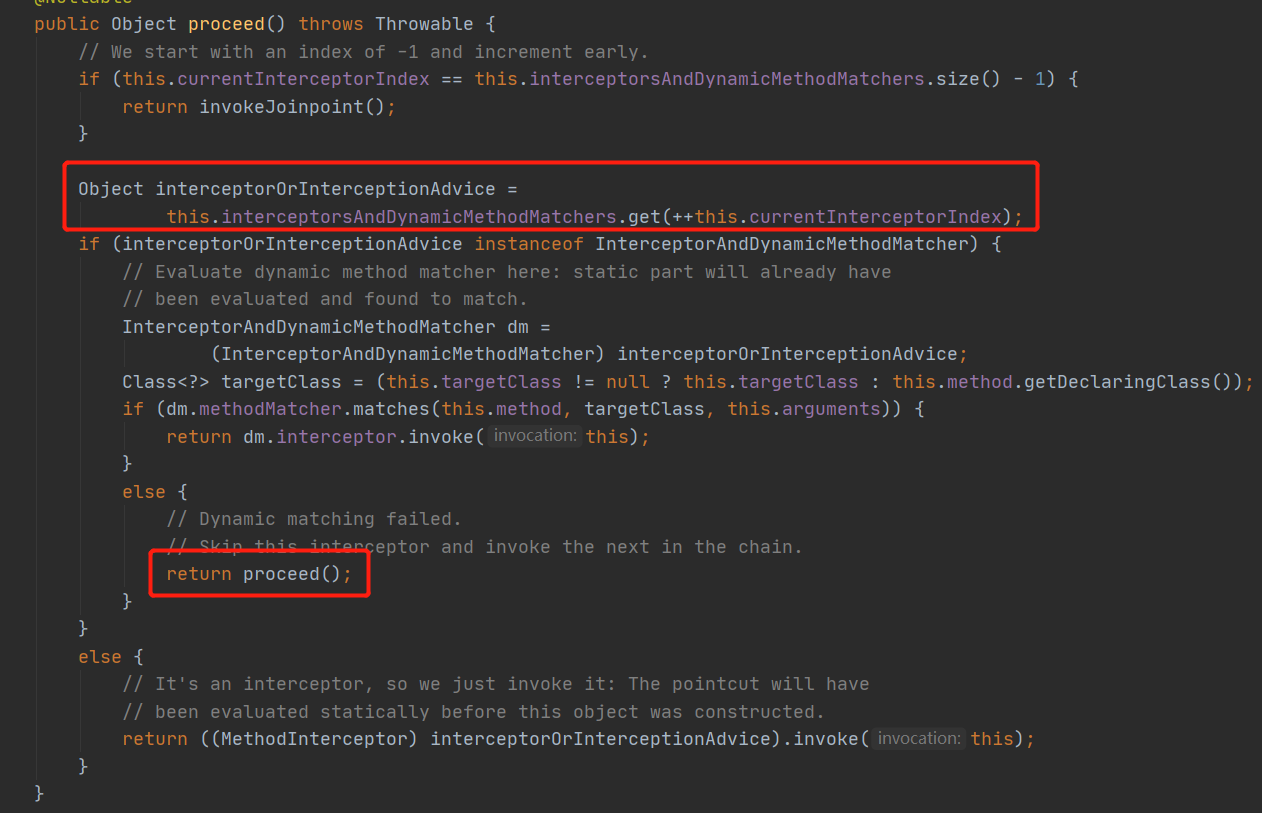 @Nullable
public Object proceed() throws Throwable {
    // We start with an index of -1 and increment early.
    if (this.currentInterceptorIndex == this.interceptorsAndDynamicMethodMatchers.size() - 1) {
        return invokeJoinpoint();
    }

    Object interceptorOrInterceptionAdvice =
            this.interceptorsAndDynamicMethodMatchers.get(++this.currentInterceptorIndex);
    if (interceptorOrInterceptionAdvice instanceof InterceptorAndDynamicMethodMatcher) {
        // Evaluate dynamic method matcher here: static part will already have
        // been evaluated and found to match.
        InterceptorAndDynamicMethodMatcher dm =
                (InterceptorAndDynamicMethodMatcher) interceptorOrInterceptionAdvice;
        Class<?> targetClass = (this.targetClass != null ? this.targetClass : this.method.getDeclaringClass());
        if (dm.methodMatcher.matches(this.method, targetClass, this.arguments)) {
            return dm.interceptor.invoke( invocation: this);
        }
        else {
            // Dynamic matching failed.
            // Skip this interceptor and invoke the next in the chain.
            return proceed();
        }
    }
    else {
        // It's an interceptor, so we just invoke it: The pointcut will have
        // been evaluated statically before this object was constructed.
        return ((MethodInterceptor) interceptorOrInterceptionAdvice).invoke( invocation: this);
    }
}